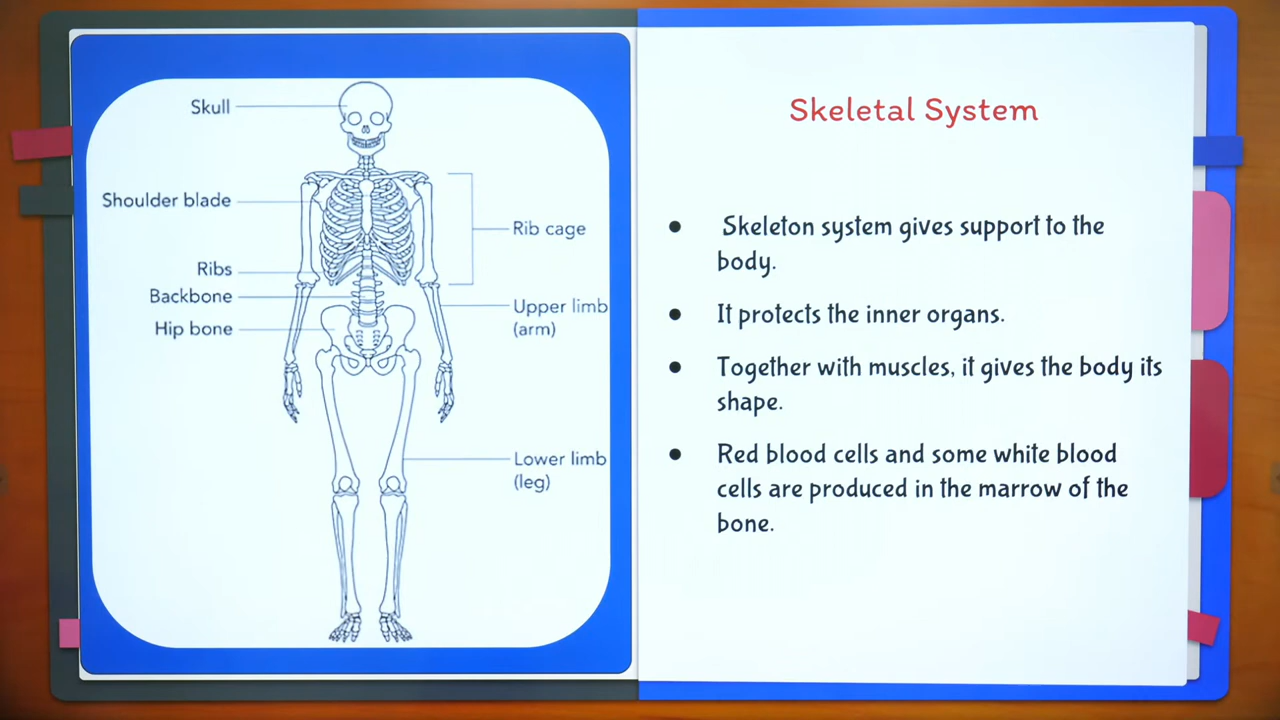 Skull
Shoulder blade
Ribs
Backbone
Hip bone
Rib cage
Upper limb
(arm)
Lower limb
(leg)
Skeletal System
● Skeleton system gives support to the
body.
● It protects the inner organs.
● Together with muscles, it gives the body its
shape.
● Red blood cells and some white blood
cells are produced in the marrow of the
bone.